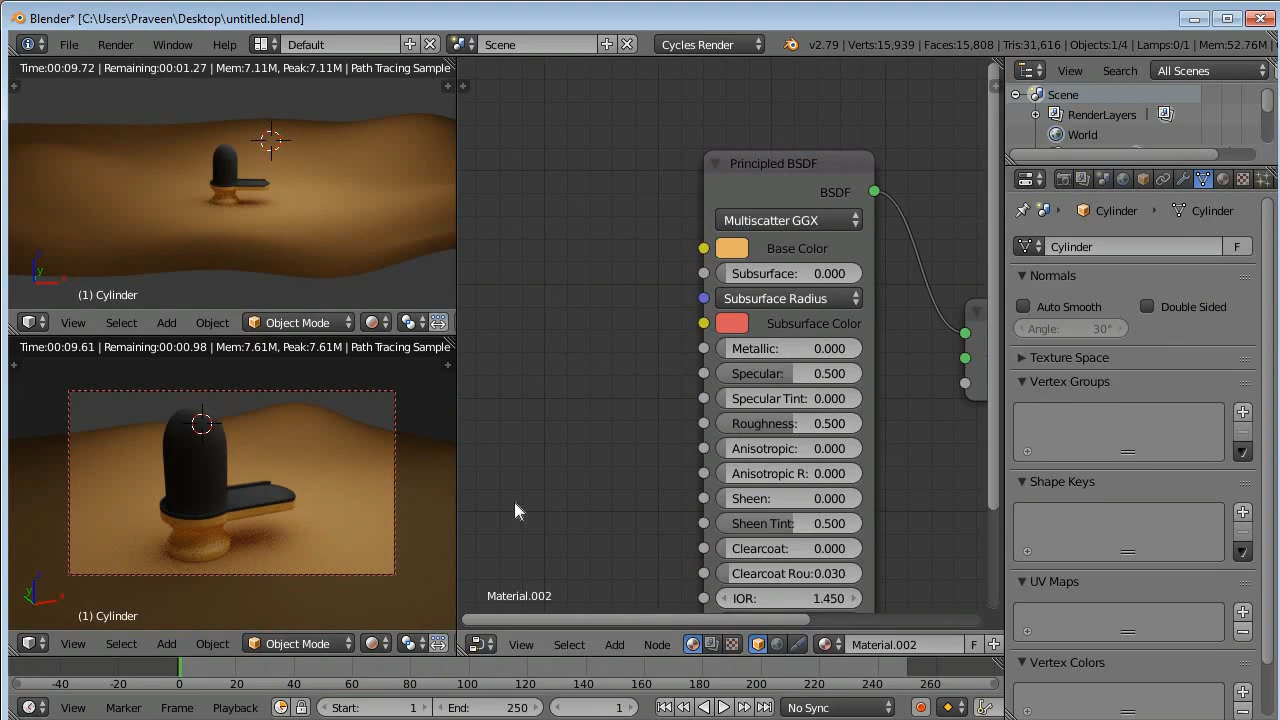 Blender* [C:\Users\Praveen\Desktop\untitled.blend]
File Render Window Help Default Scene Cycles Render v2.79 | Verts:15,939 | Faces:15,808 | Tris:31,616 | Objects:1/4 | Lamps:0/1 | Mem:52.76M
Time:00:09.72 | Remaining:00:01.27 | Mem:7.11M, Peak:7.11M | Path Tracing Sample
y
x
(1) Cylinder
View Select Add Object Object Mode
Time:00:09.61 | Remaining:00:00.98 | Mem:7.61M, Peak:7.61M | Path Tracing Sample
y
x
(1) Cylinder
View Select Add Object Object Mode
Principled BSDF
BSDF
Multiscatter GGX
Base Color
Subsurface: 0.000
Subsurface Radius
Subsurface Color
Metallic: 0.000
Specular: 0.500
Specular Tint: 0.000
Roughness: 0.500
Anisotropic: 0.000
Anisotropic R: 0.000
Sheen: 0.000
Sheen Tint: 0.500
Clearcoat: 0.000
Clearcoat Rou:0.030
IOR: 1.450
Material.002
View Select Add Node Material.002 F
View Search All Scenes
Scene
RenderLayers |
World
Cylinder Cylinder
Cylinder F
Normals
Auto Smooth Double Sided
Angle: 30°
Texture Space
Vertex Groups
Shape Keys
UV Maps
Vertex Colors
-40 -20 0 20 40 60 80 100 120 140 160 180 200 220 240 260
View Marker Frame Playback Start: 1 End: 250 1 No Sync